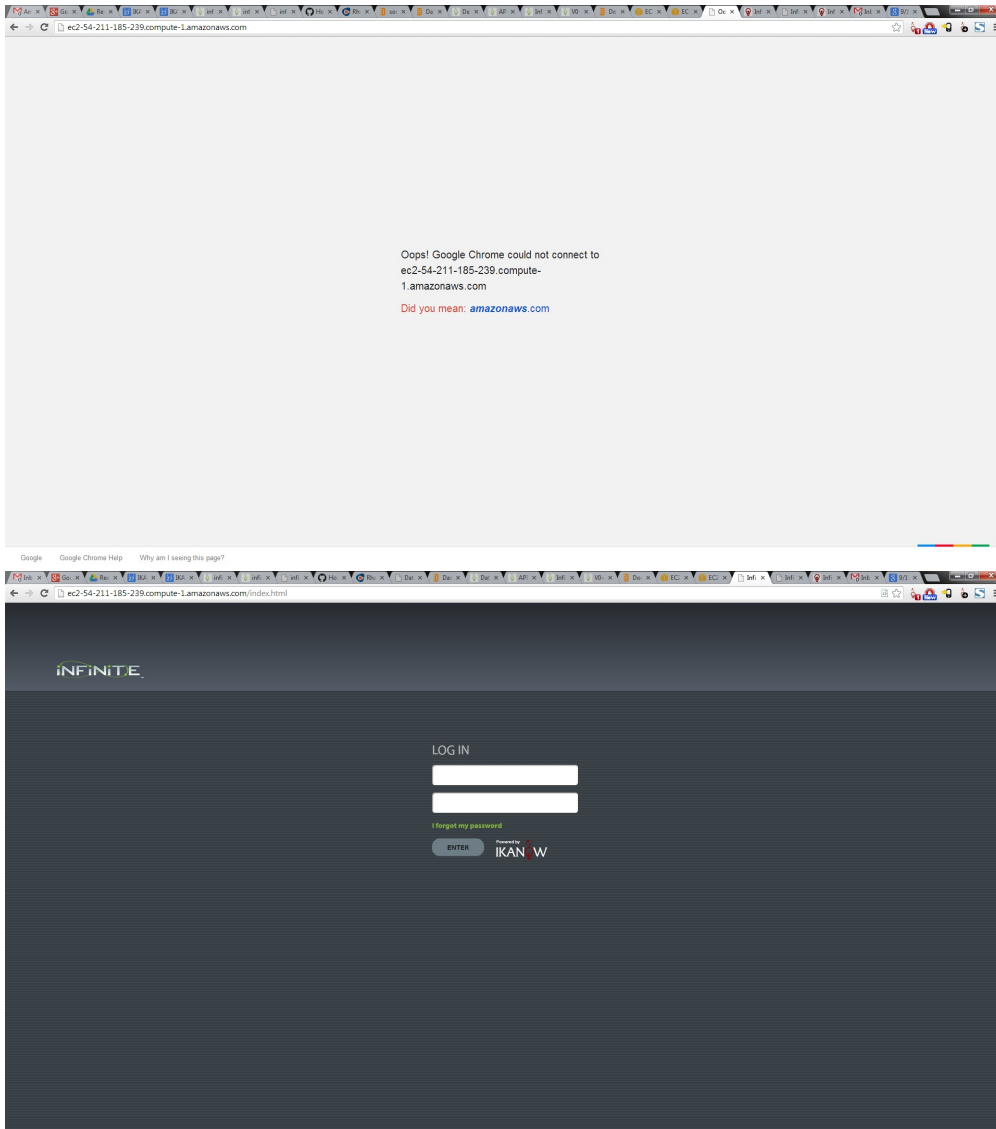 ec2-54-211-185-239.compute-1.amazonaws.com
Oops! Google Chrome could not connect to
ec2-54-211-185-239.compute-
1.amazonaws.com
Did you mean: amazonaws.com
Google Google Chrome Help Why am I seeing this page?
ec2-54-211-185-239.compute-1.amazonaws.com/index.html
iNFiNiT.E
LOG IN
I forgot my password
ENTER
Powered by
IKANOW